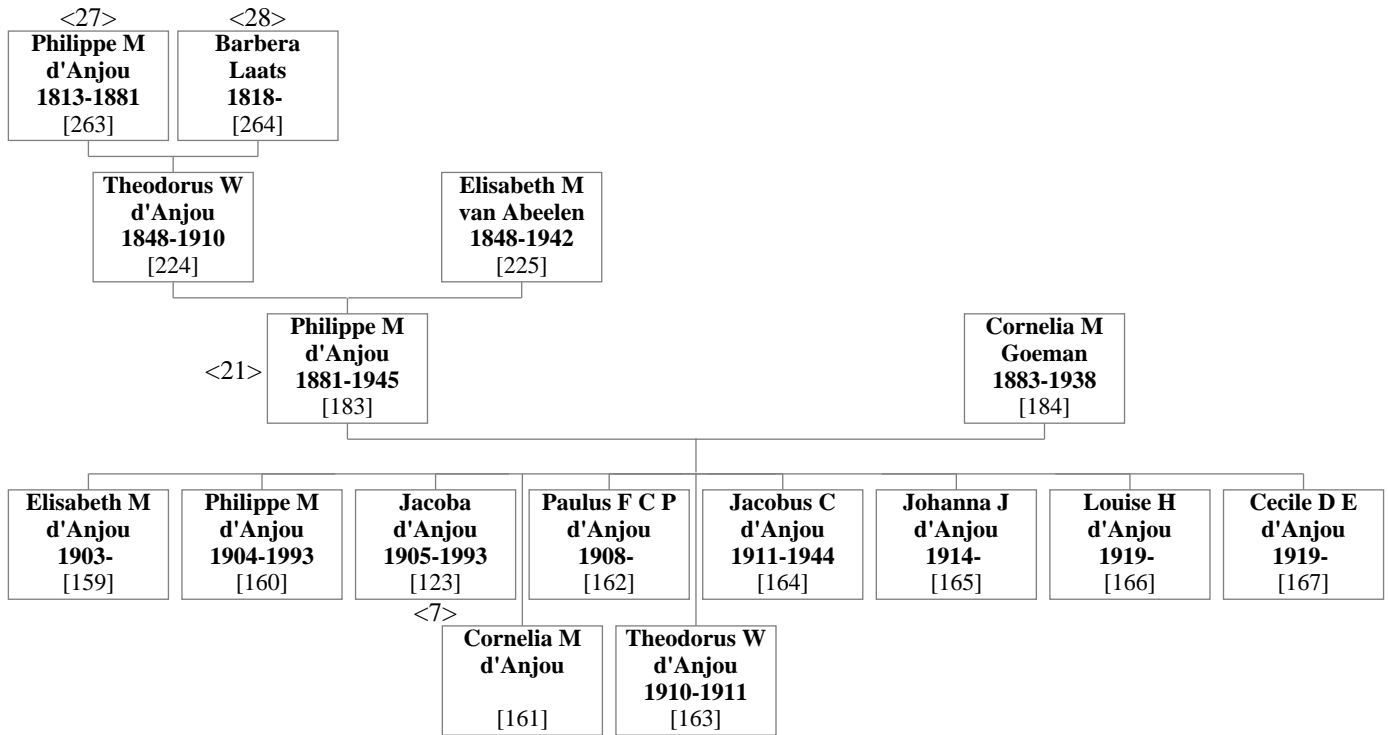 <27>
Philippe M
d'Anjou
1813-1881
[263]
<28>
Barbera
Laats
1818-
[264]
Theodorus W
d'Anjou
1848-1910
[224]
Elisabeth M
van Abeelen
1848-1942
[225]
<21>
Philippe M
d'Anjou
1881-1945
[183]
Cornelia M
Goeman
1883-1938
[184]
Elisabeth M
d'Anjou
1903-
[159]
Philippe M
d'Anjou
1904-1993
[160]
Jacoba
d'Anjou
1905-1993
[123]
<7>
Paulus F C P
d'Anjou
1908-
[162]
Jacobus C
d'Anjou
1911-1944
[164]
Johanna J
d'Anjou
1914-
[165]
Louise H
d'Anjou
1919-
[166]
Cecile D E
d'Anjou
1919-
[167]
Cornelia M
d'Anjou
[161]
Theodorus W
d'Anjou
1910-1911
[163]